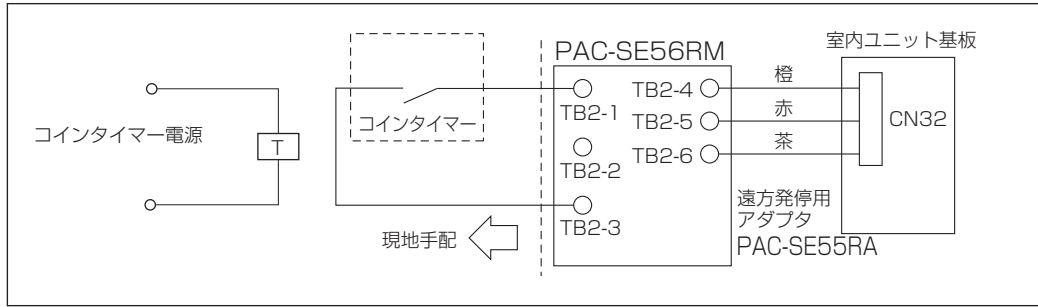 コインタイマー電源
T
コインタイマー
現地手配
PAC-SE56RM
TB2-1
TB2-2
TB2-3
TB2-4
TB2-5
TB2-6
橙
赤
茶
遠方発停用
アダプタ
PAC-SE55RA
室内ユニット基板
CN32